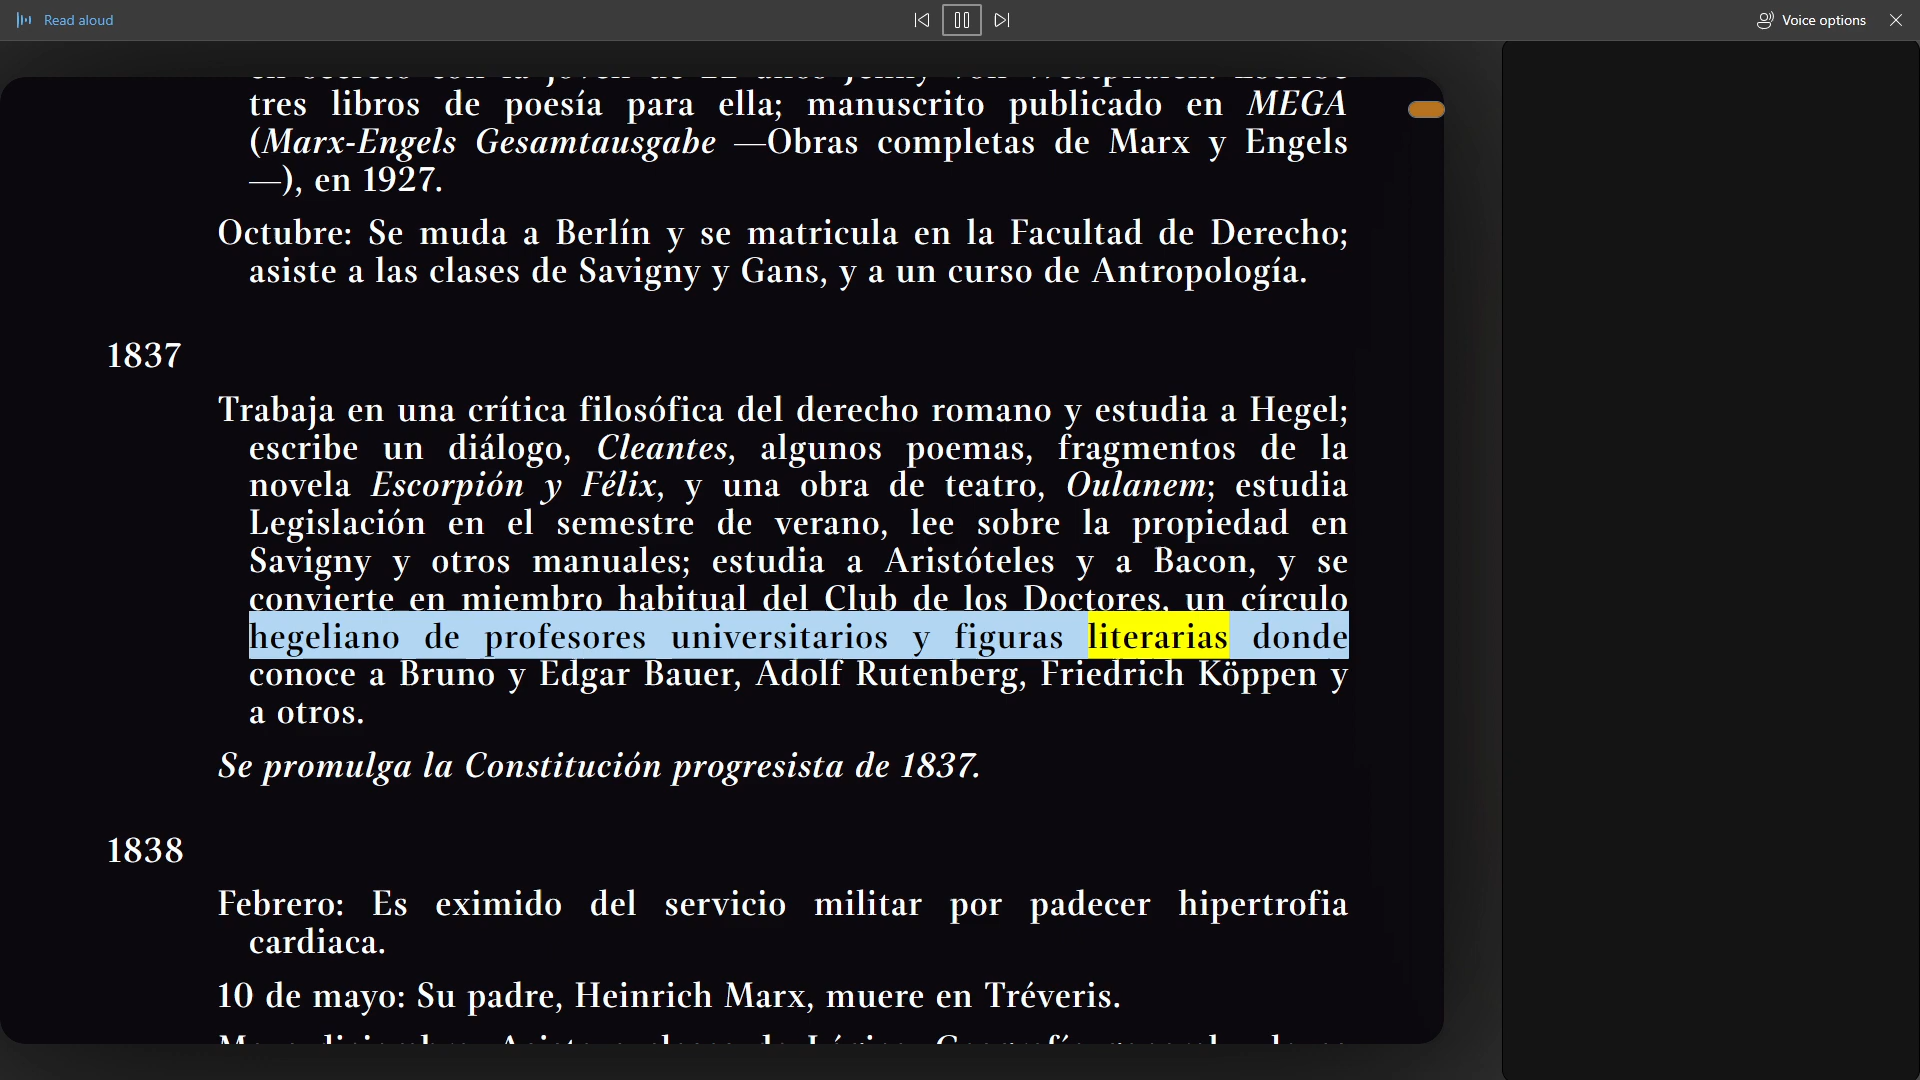 Read aloud
Voice options
tres libros de poesía para ella; manuscrito publicado en MEGA
(Marx-Engels Gesamtausgabe —Obras completas de Marx y Engels
—), en 1927.
Octubre: Se muda a Berlín y se matricula en la Facultad de Derecho;
asiste a las clases de Savigny y Gans, y a un curso de Antropología.
1837
Trabaja en una crítica filosófica del derecho romano y estudia a Hegel;
escribe un diálogo, Cleantes, algunos poemas, fragmentos de la
novela Escorpión y Félix, y una obra de teatro, Oulanem; estudia
Legislación en el semestre de verano, lee sobre la propiedad en
Savigny y otros manuales; estudia a Aristóteles y a Bacon, y se
convierte en miembro habitual del Club de los Doctores, un círculo
hegeliano de profesores universitarios y figuras literarias donde
conoce a Bruno y Edgar Bauer, Adolf Rutenberg, Friedrich Köppen y
a otros.
Se promulga la Constitución progresista de 1837.
1838
Febrero: Es eximido del servicio militar por padecer hipertrofia
cardiaca.
10 de mayo: Su padre, Heinrich Marx, muere en Tréveris.